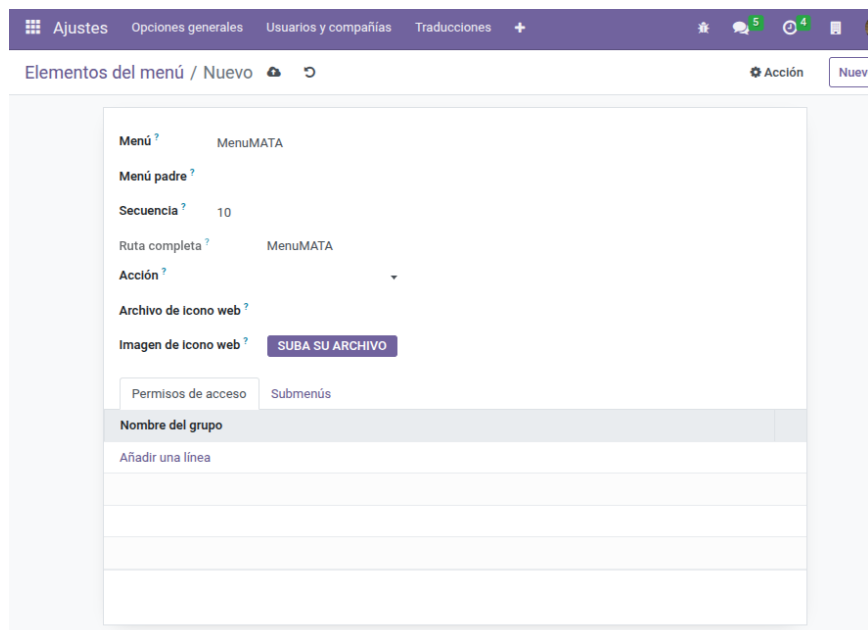 Ajustes Opciones generales Usuarios y compañías Traducciones + 5 4
Elementos del menú / Nuevo Acción
Menú ? MenuMATA
Menú padre ?
Secuencia ? 10
Ruta completa ? MenuMATA
Acción ?
Archivo de icono web ?
Imagen de icono web ? SUBA SU ARCHIVO
Permisos de acceso Submenús
Nombre del grupo
Añadir una línea